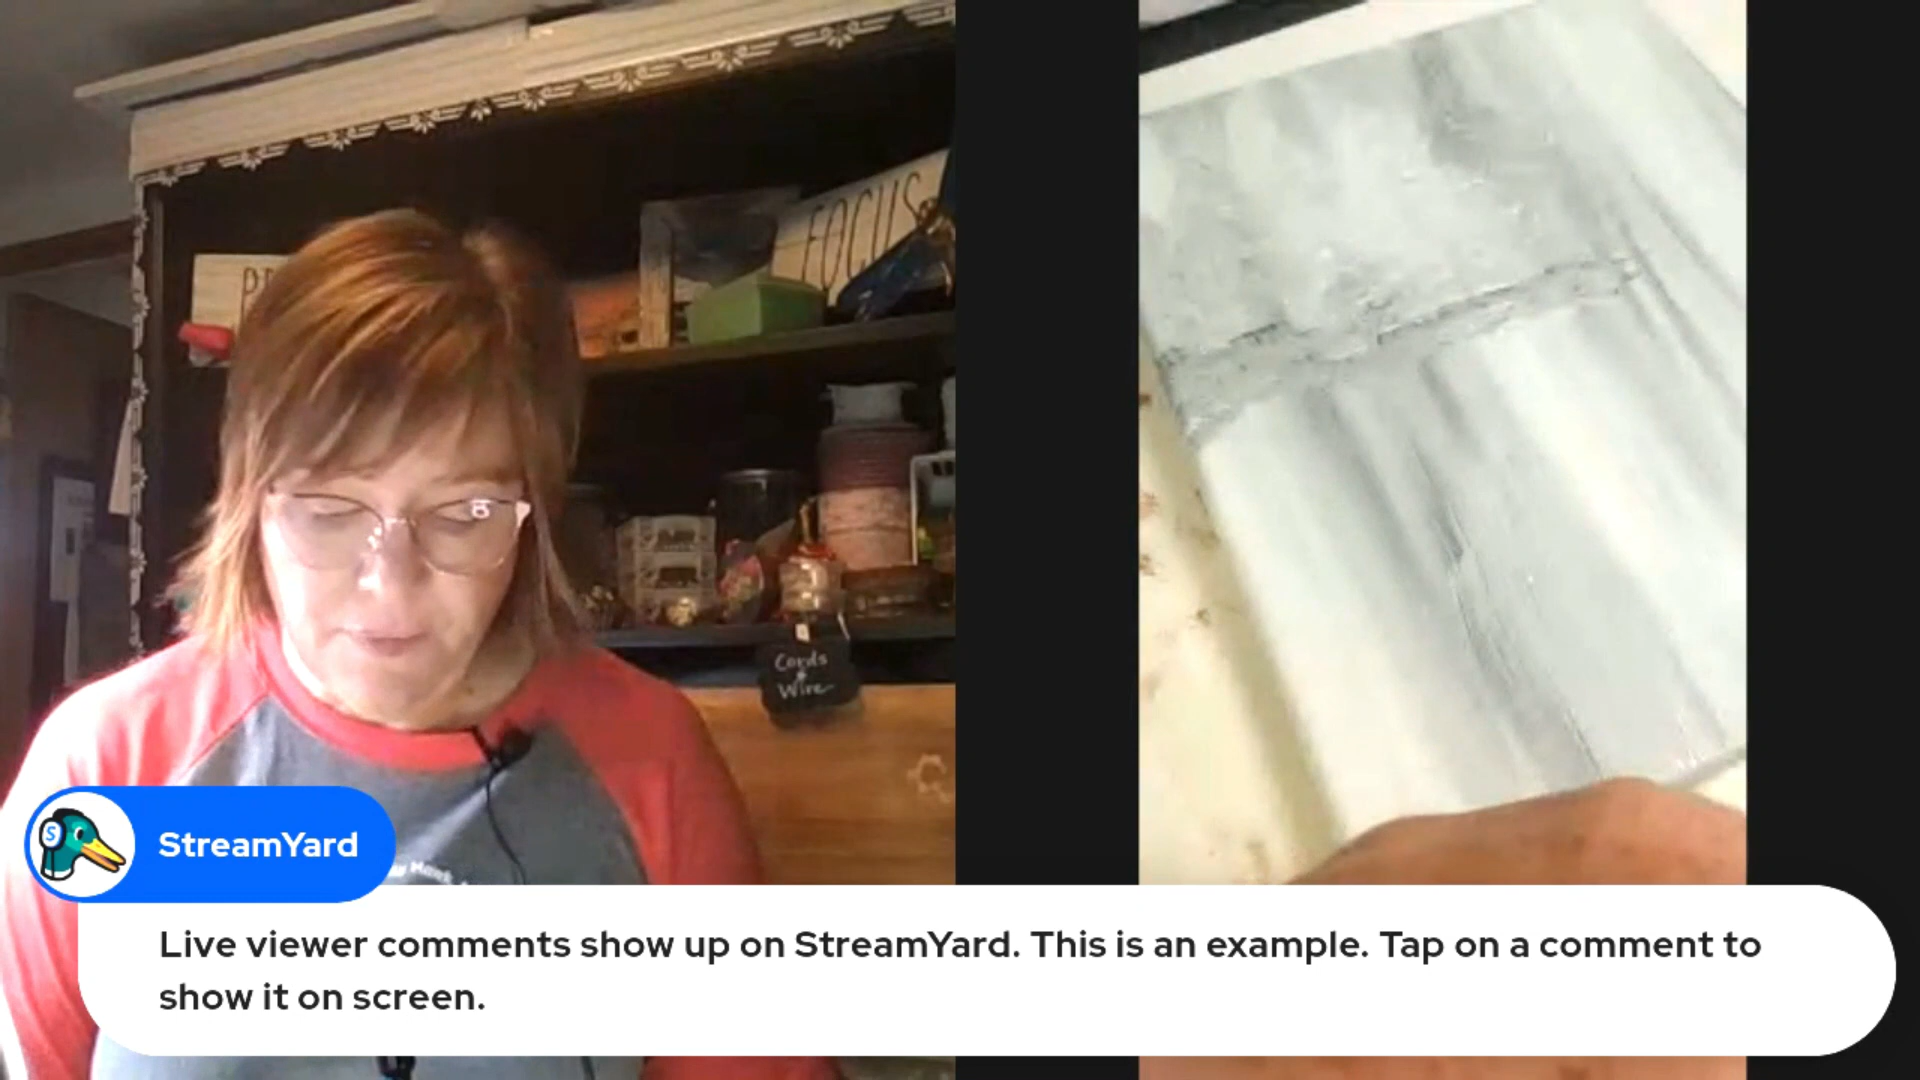 FOCUS
Cords
+
Wire
StreamYard
Live viewer comments show up on StreamYard. This is an example. Tap on a comment to
show it on screen.